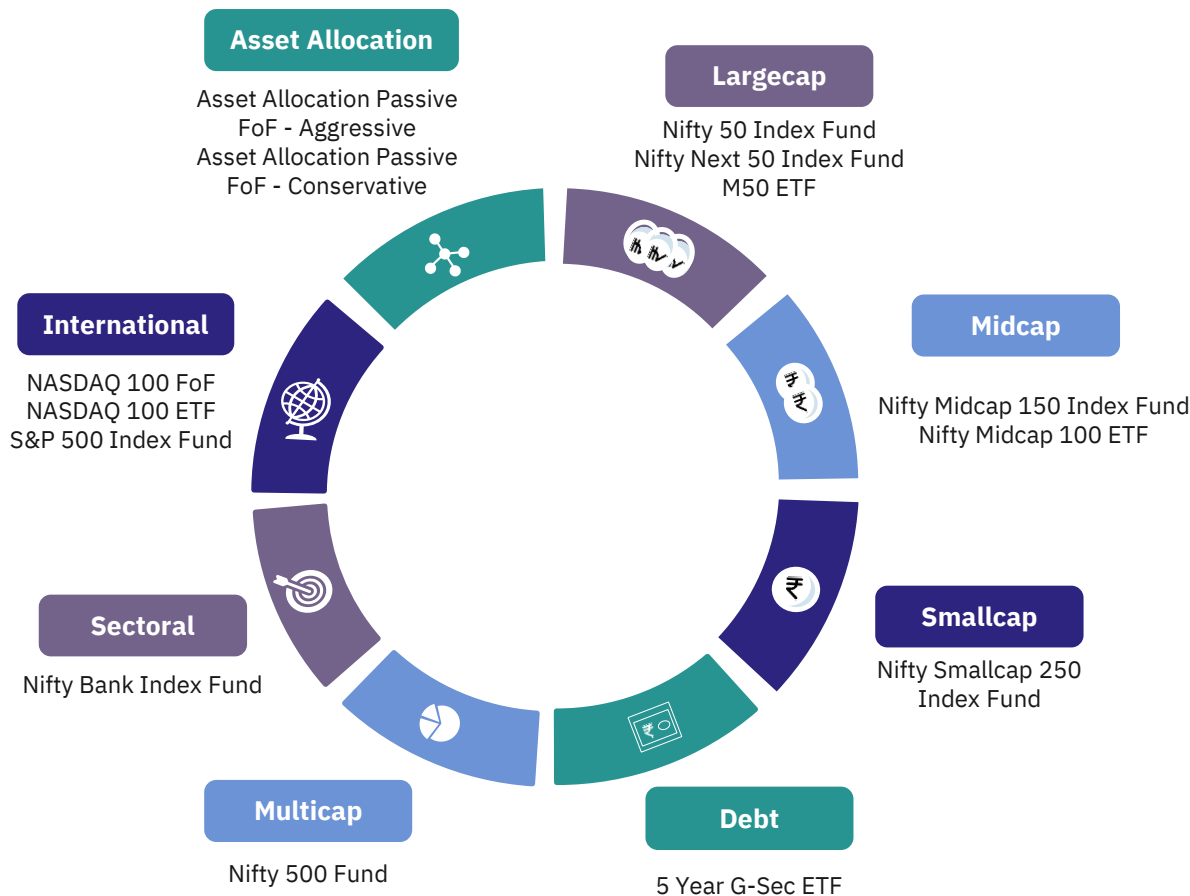 Asset Allocation
Asset Allocation Passive
FoF - Aggressive
Asset Allocation Passive
FoF - Conservative
Largecap
Nifty 50 Index Fund
Nifty Next 50 Index Fund
M50 ETF
Midcap
Nifty Midcap 150 Index Fund
Nifty Midcap 100 ETF
Smallcap
Nifty Smallcap 250
Index Fund
Debt
5 Year G-Sec ETF
Multicap
Nifty 500 Fund
Sectoral
Nifty Bank Index Fund
International
NASDAQ 100 FoF
NASDAQ 100 ETF
S&P 500 Index Fund